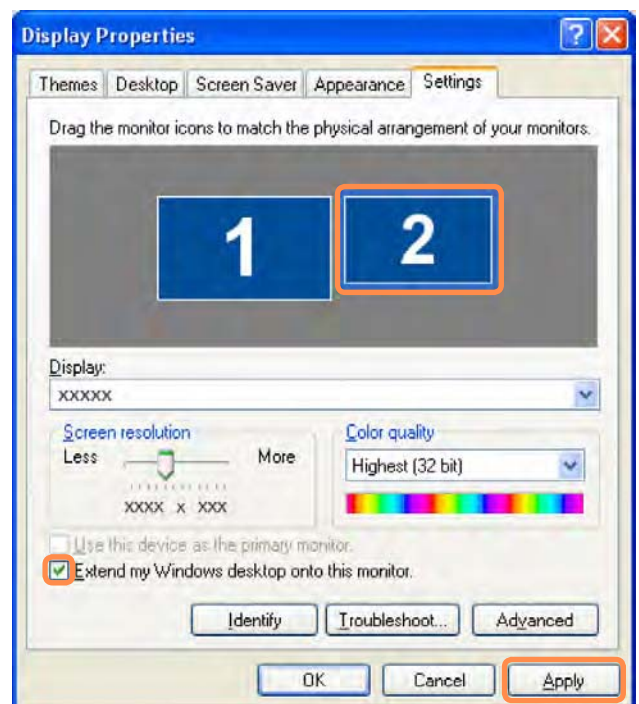 Display Properties
Themes Desktop Screen Saver Appearance Settings
Drag the monitor icons to match the physical arrangement of your monitors.
1 2
Display:
XXXXX
Screen resolution
Less More
XXXX x XXX
Color quality
Highest (32 bit)
Use this device as the primary monitor.
Extend my Windows desktop onto this monitor.
Identify Troubleshoot... Advanced
OK Cancel Apply